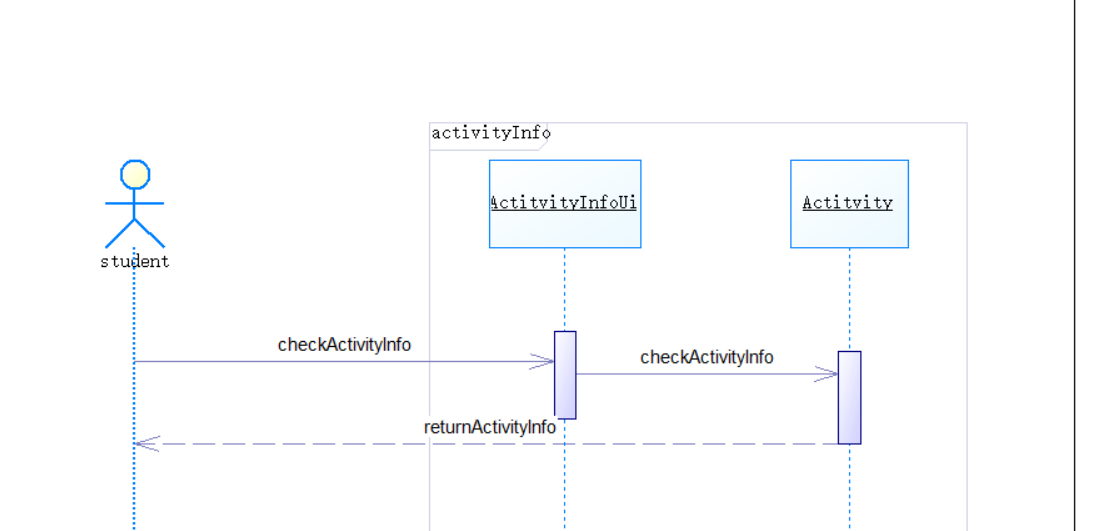 activityInfo
ActitvityInfoUi
Actitvity
student
checkActivityInfo
checkActivityInfo
returnActivityInfo